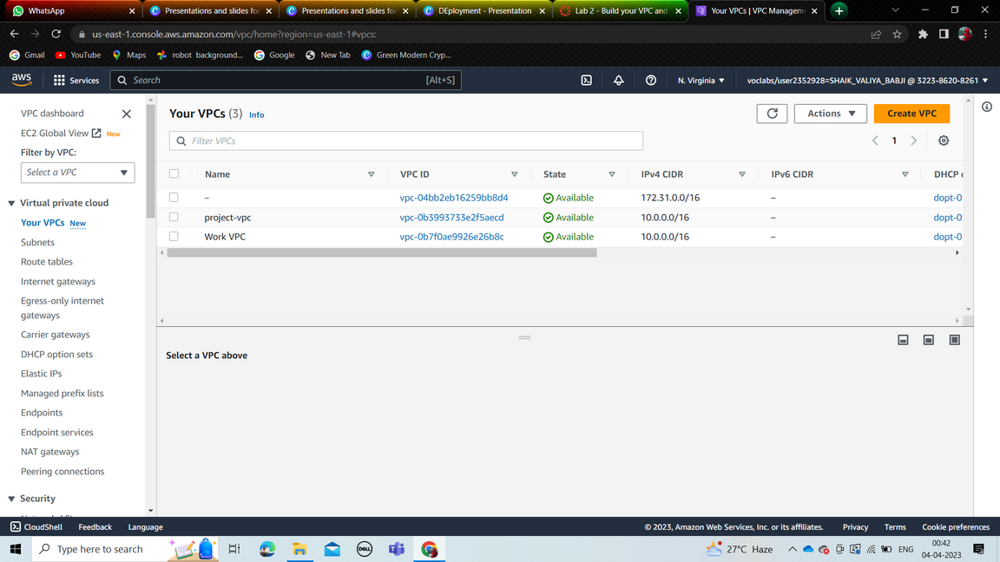 WhatsApp
Presentations and slides fo
Presentations and slides for
DEployment - Presentation
Lab 2 - Build your VPC and
Your VPCs | VPC Managem
us-east-1.console.aws.amazon.com/vpc/home?region=us-east-1#vpcs:
Gmail YouTube Maps robot background... Google New Tab Green Modern Cryp...
aws Services Search [Alt+S] N. Virginia voclabs/user2352928=SHAIK_VALIYA_BABJI @ 3223-8620-8261
VPC dashboard
EC2 Global View New
Filter by VPC:
Select a VPC
Virtual private cloud
Your VPCs New
Subnets
Route tables
Internet gateways
Egress-only internet
gateways
Carrier gateways
DHCP option sets
Elastic IPs
Managed prefix lists
Endpoints
Endpoint services
NAT gateways
Peering connections
Security
Your VPCs (3) Info
Actions
Create VPC
Filter VPCs
1
Name VPC ID State IPv4 CIDR IPv6 CIDR DHCP
– vpc-04bb2eb16259bb8d4 Available 172.31.0.0/16 – dopt-0
project-vpc vpc-0b3993733e2f5aecd Available 10.0.0.0/16 – dopt-0
Work VPC vpc-0b7f0ae9926e26b8c Available 10.0.0.0/16 – dopt-0
Select a VPC above
CloudShell Feedback Language © 2023, Amazon Web Services, Inc. or its affiliates. Privacy Terms Cookie preferences
Type here to search
DELL
27°C Haze
ENG
00:42
04-04-2023